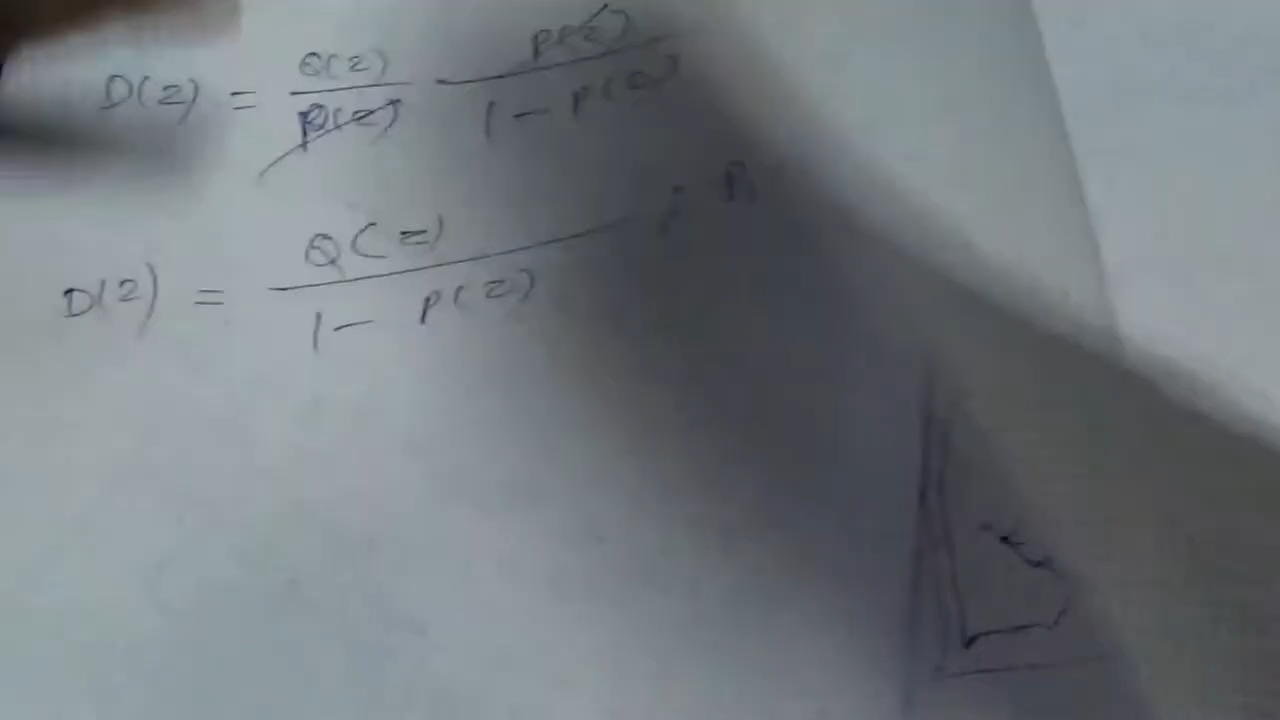 D(z) = Q(z)/P(z) P(z)/1 - P(z)
D(z) = Q(z)/1 - P(z) ;